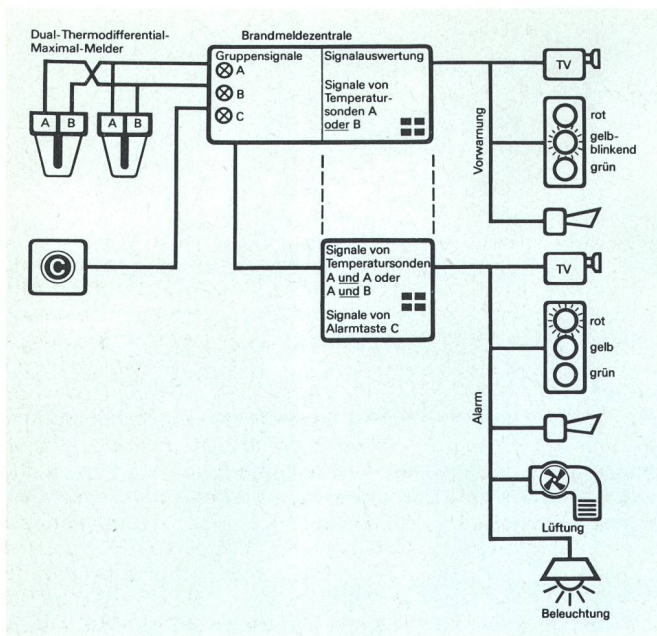 Dual-Thermodifferential-
Maximal-Melder
Brandmeldezentrale
A B
A B
Gruppensignale
A
B
C
Signalauswertung
Signale von
Temperatur-
sonden A
oder B
C
Signale von
Temperatursonden
A und A oder
A und B
Signale von
Alarmtaste C
Vorwarnung
TV
rot
gelb-
blinkend
grün
Alarm
TV
rot
gelb
grün
Lüftung
Beleuchtung